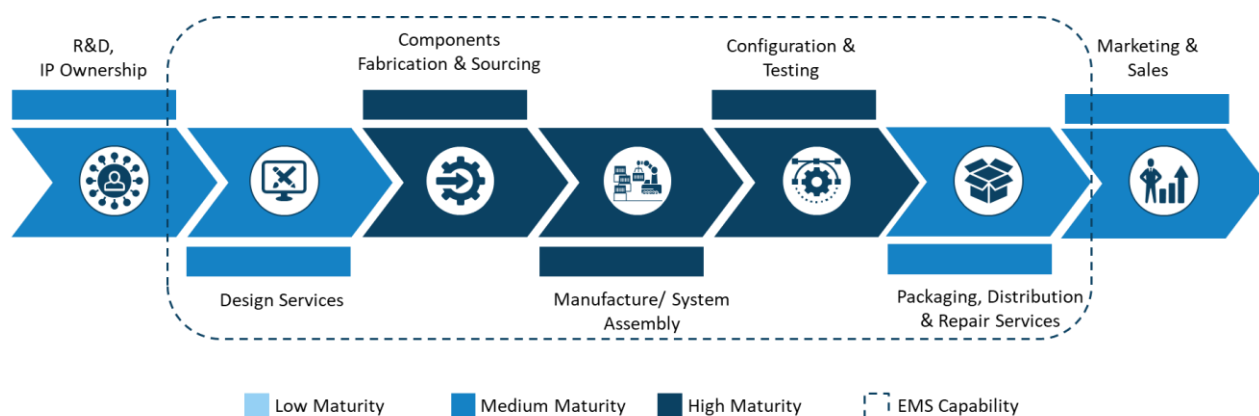 R&D,
IP Ownership
Components
Fabrication & Sourcing
Configuration &
Testing
Marketing &
Sales
Design Services
Manufacture/ System
Assembly
Packaging, Distribution
& Repair Services
Low Maturity
Medium Maturity
High Maturity
EMS Capability